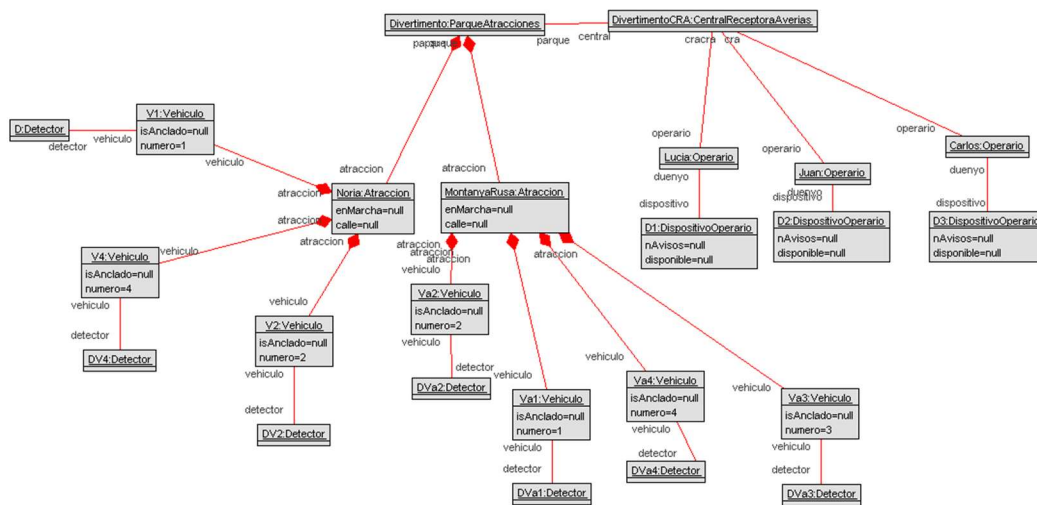 Divertimento:ParqueAtracciones
DivertimentoCRA:CentralReceptoraAverias
parque
central
parque
cra
cra
V1:Vehiculo
isAnclado=null
numero=1
D:Detector
detector
vehiculo
vehiculo
atraccion
atraccion
operario
operario
operario
Lucia:Operario
duenyo
Juan:Operario
duenyo
Carlos:Operario
duenyo
atraccion
atraccion
atraccion
Noria:Atraccion
enMarcha=null
calle=null
MontanyaRusa:Atraccion
enMarcha=null
calle=null
dispositivo
dispositivo
dispositivo
D1:DispositivoOperario
nAvisos=null
disponible=null
D2:DispositivoOperario
nAvisos=null
disponible=null
D3:DispositivoOperario
nAvisos=null
disponible=null
vehiculo
V4:Vehiculo
isAnclado=null
numero=4
vehiculo
detector
DV4:Detector
atraccion
atraccion
atraccion
atraccion
vehiculo
Va2:Vehiculo
isAnclado=null
numero=2
vehiculo
detector
DVa2:Detector
vehiculo
V2:Vehiculo
isAnclado=null
numero=2
vehiculo
detector
DV2:Detector
vehiculo
Va1:Vehiculo
isAnclado=null
numero=1
vehiculo
detector
DVa1:Detector
vehiculo
Va4:Vehiculo
isAnclado=null
numero=4
vehiculo
detector
DVa4:Detector
vehiculo
Va3:Vehiculo
isAnclado=null
numero=3
vehiculo
detector
DVa3:Detector